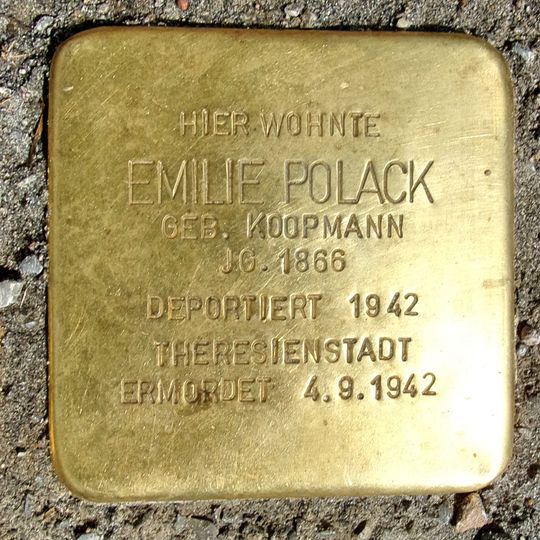 HIER WOHNTE
EMILIE POLACK
GEB. KOOPMANN
JG. 1866
DEPORTIERT 1942
THERESIENSTADT
ERMORDET 4.9.1942